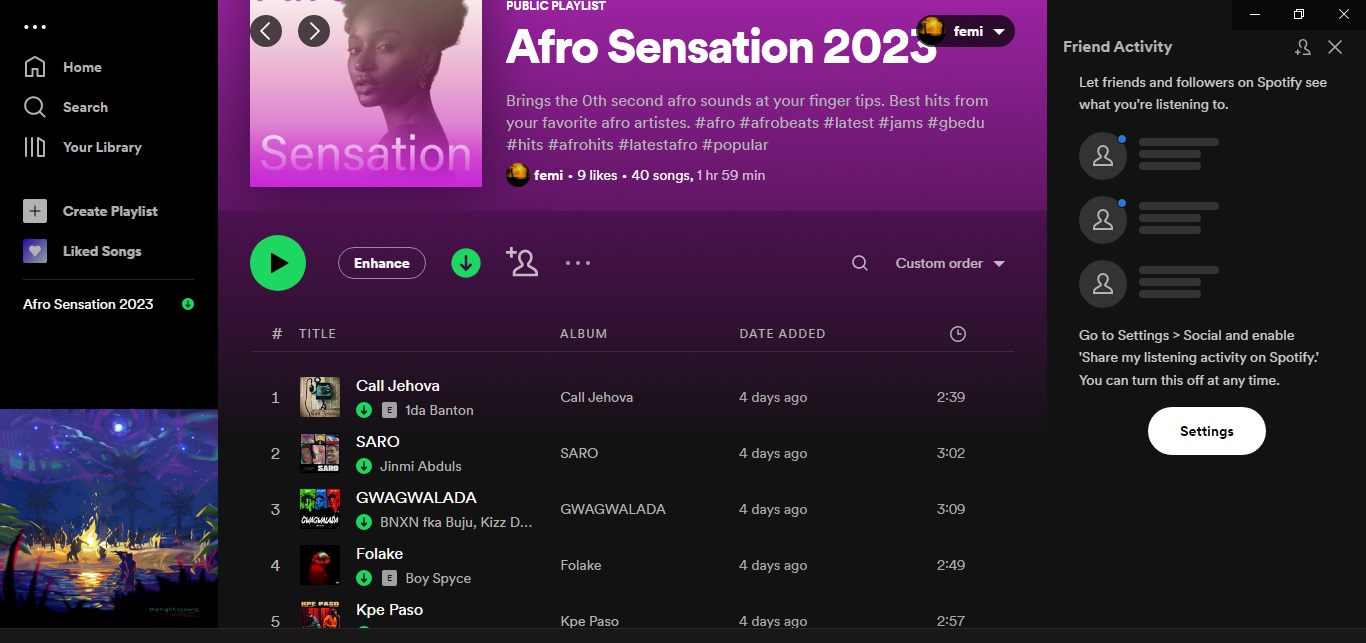 Home
Search
Your Library
Create Playlist
Liked Songs
Afro Sensation 2023
Sensation
PUBLIC PLAYLIST
Afro Sensation 2023
femi
Brings the 0th second afro sounds at your finger tips. Best hits from
your favorite afro artistes. #afro #afrobeats #latest #jams #gbedu
#hits #afrohits #latestafro #popular
femi • 9 likes • 40 songs, 1 hr 59 min
Enhance
Custom order
# TITLE ALBUM DATE ADDED
1 Call Jehova Call Jehova 4 days ago 2:39
E 1da Banton
2 SARO SARO 4 days ago 3:02
Jinmi Abduls
SARO
3 GWAGWALADA GWAGWALADA 4 days ago 3:09
BNXN fka Buju, Kizz D...
GWAGWALADA
4 Folake Folake 4 days ago 2:49
E Boy Spyce
5 Kpe Paso Kpe Paso 4 days ago 2:57
KPE PASO
Friend Activity
Let friends and followers on Spotify see
what you're listening to.
Go to Settings > Social and enable
'Share my listening activity on Spotify.'
You can turn this off at any time.
Settings